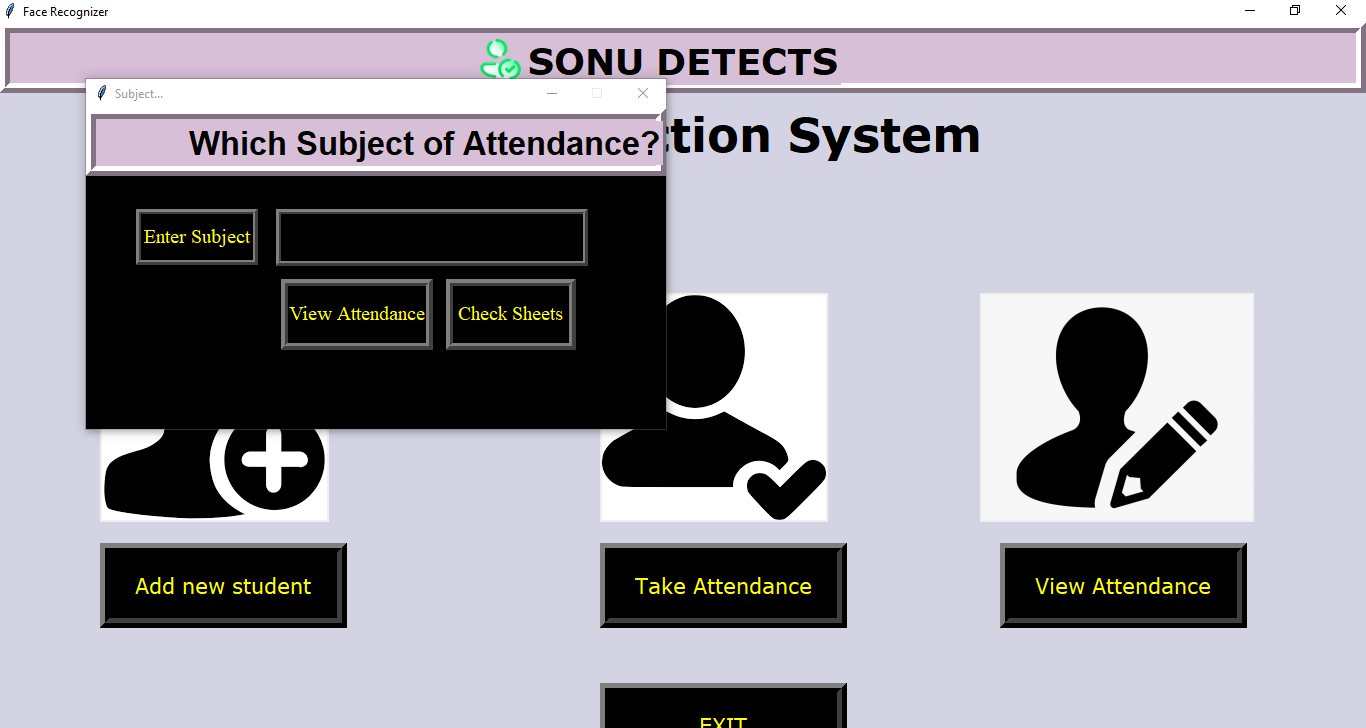 Face Recognizer
SONU DETECTS
Subject...
Which Subject of Attendance?
ction System
Enter Subject
View Attendance
Check Sheets
Add new student
Take Attendance
View Attendance
EXIT